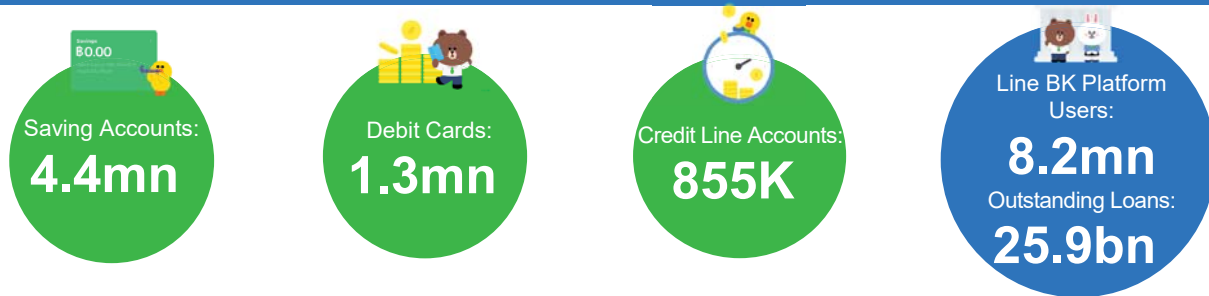 Savings
฿0.00
Saving Accounts:
4.4mn
Debit Cards:
1.3mn
Credit Line Accounts:
855K
Line BK Platform
Users:
8.2mn
Outstanding Loans:
25.9bn